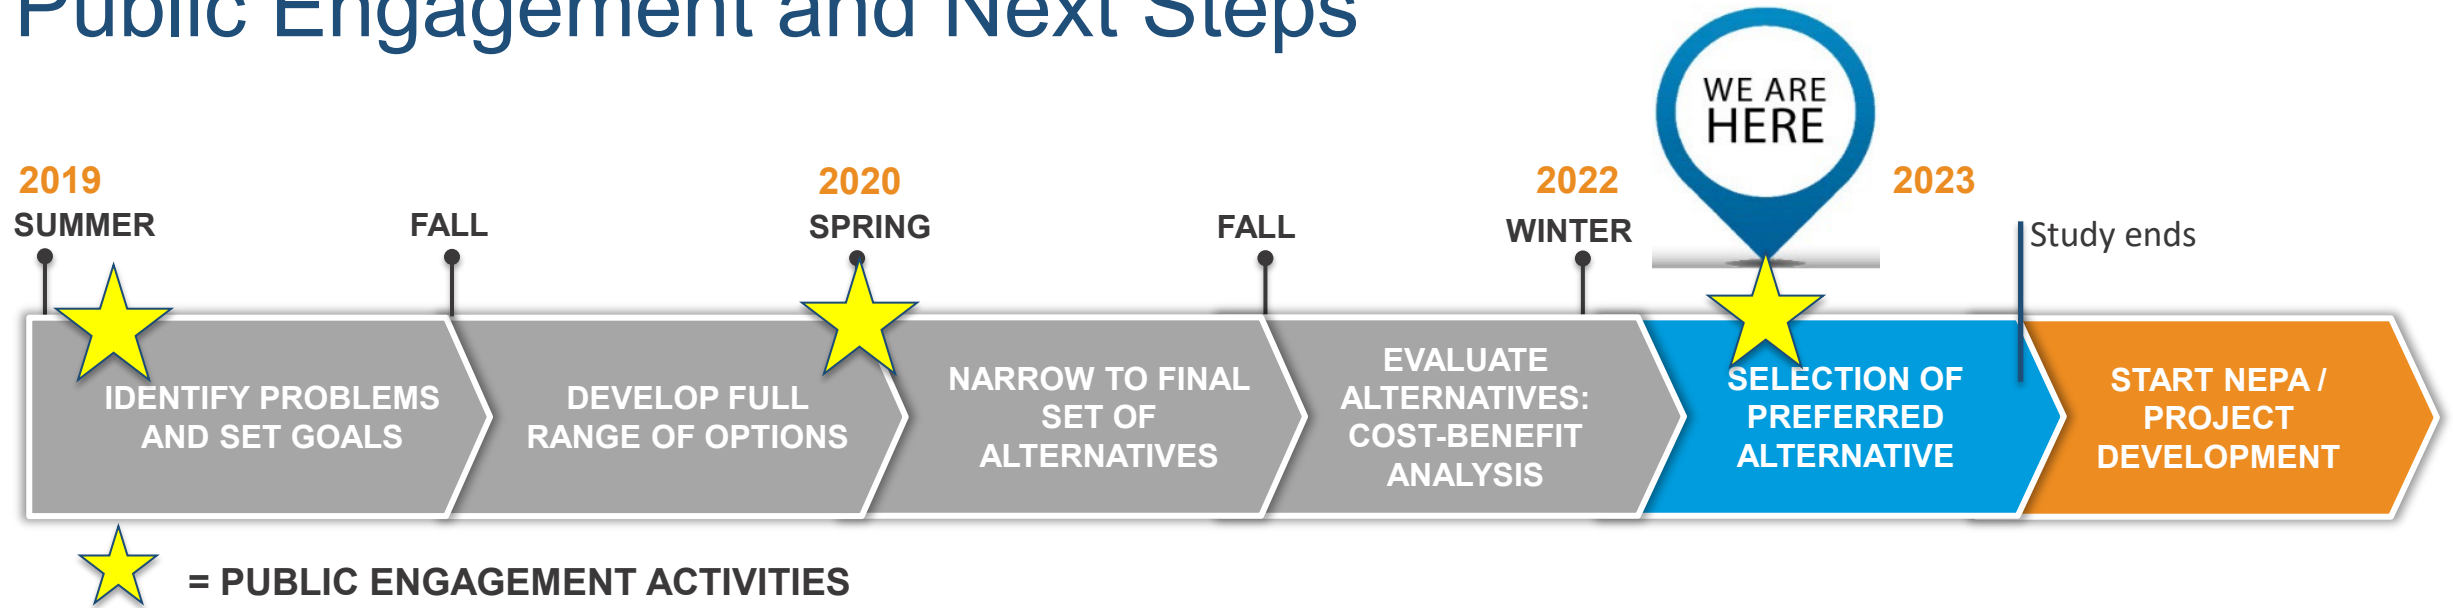 Public Engagement and Next Steps
WE ARE
HERE
2019
2020
2022
2023
SUMMER
FALL
SPRING
FALL
WINTER
Study ends
IDENTIFY PROBLEMS
AND SET GOALS
DEVELOP FULL
RANGE OF OPTIONS
NARROW TO FINAL
SET OF
ALTERNATIVES
EVALUATE
ALTERNATIVES:
COST-BENEFIT
ANALYSIS
SELECTION OF
PREFERRED
ALTERNATIVE
START NEPA /
PROJECT
DEVELOPMENT
= PUBLIC ENGAGEMENT ACTIVITIES